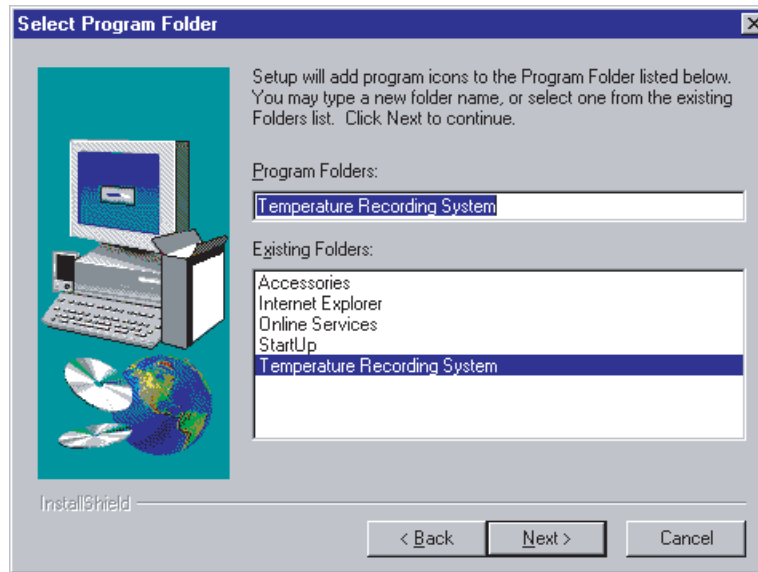 Select Program Folder
Setup will add program icons to the Program Folder listed below.
You may type a new folder name, or select one from the existing
Folders list. Click Next to continue.
Program Folders:
Temperature Recording System
Existing Folders:
Accessories
Internet Explorer
Online Services
StartUp
Temperature Recording System
InstallShield
< Back
Next >
Cancel